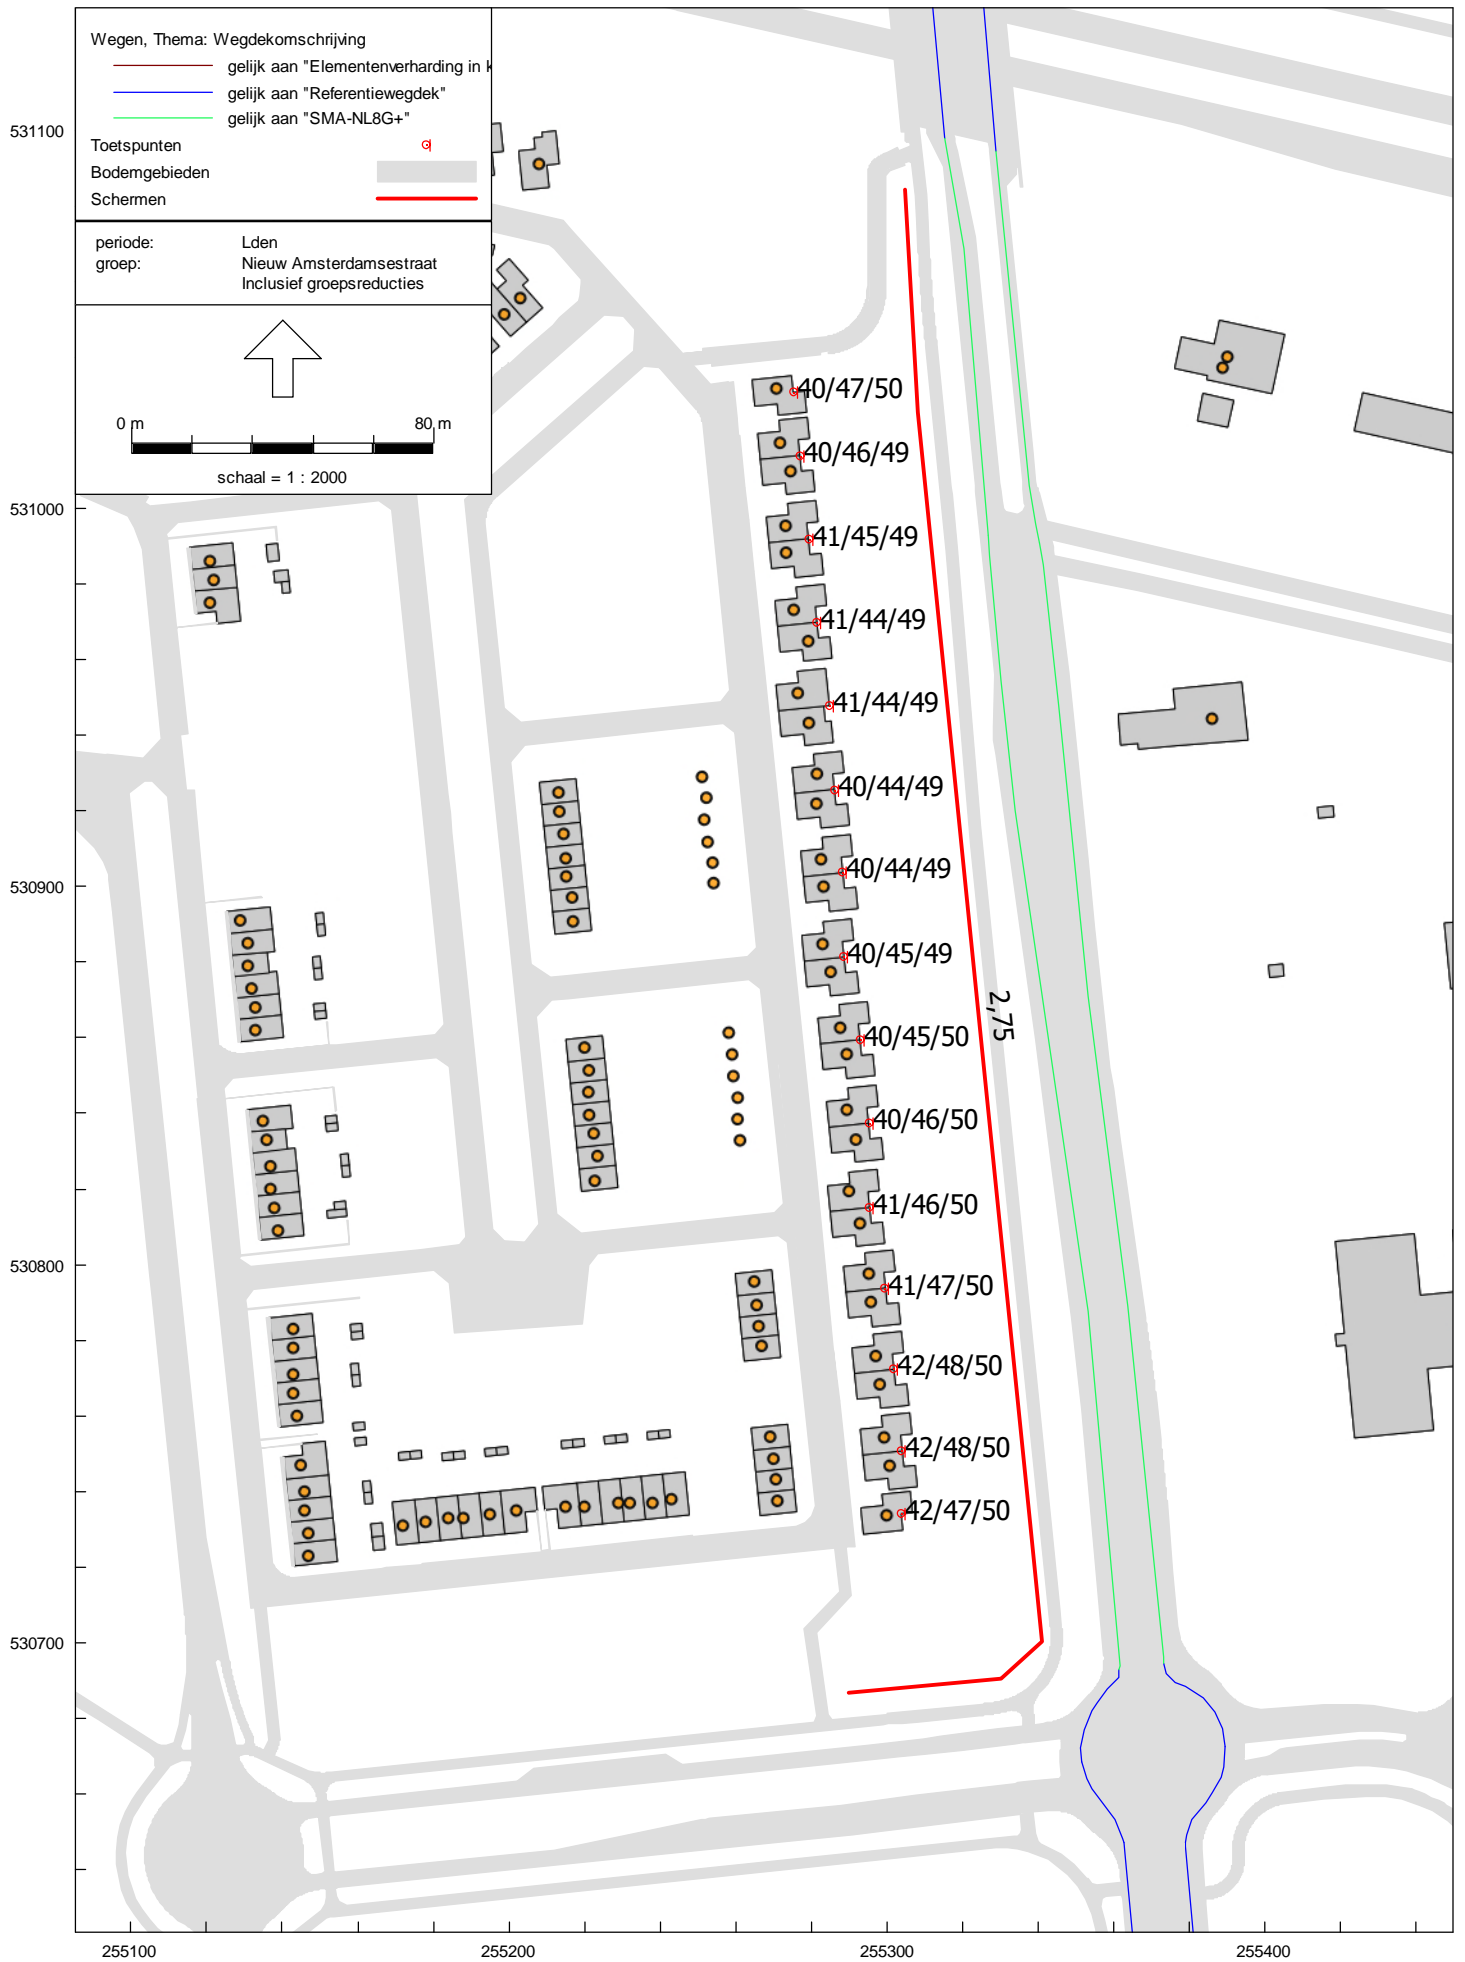 Wegen, Thema: Wegdekomschrijving
gelijk aan "Elementenverharding in k
gelijk aan "Referentiewegdek"
gelijk aan "SMA-NL8G+"
Toetspunten
Bodemgebieden
Schermen
periode: Lden
groep: Nieuw Amsterdamsestraat
Inclusief groepsreducties
0 m 80 m
schaal = 1 : 2000
531100
531000
530900
530800
530700
40/47/50
40/46/49
41/45/49
41/44/49
41/44/49
40/44/49
40/44/49
40/45/49
2,75
40/45/50
40/46/50
41/46/50
41/47/50
42/48/50
42/48/50
42/47/50
255100 255200 255300 255400